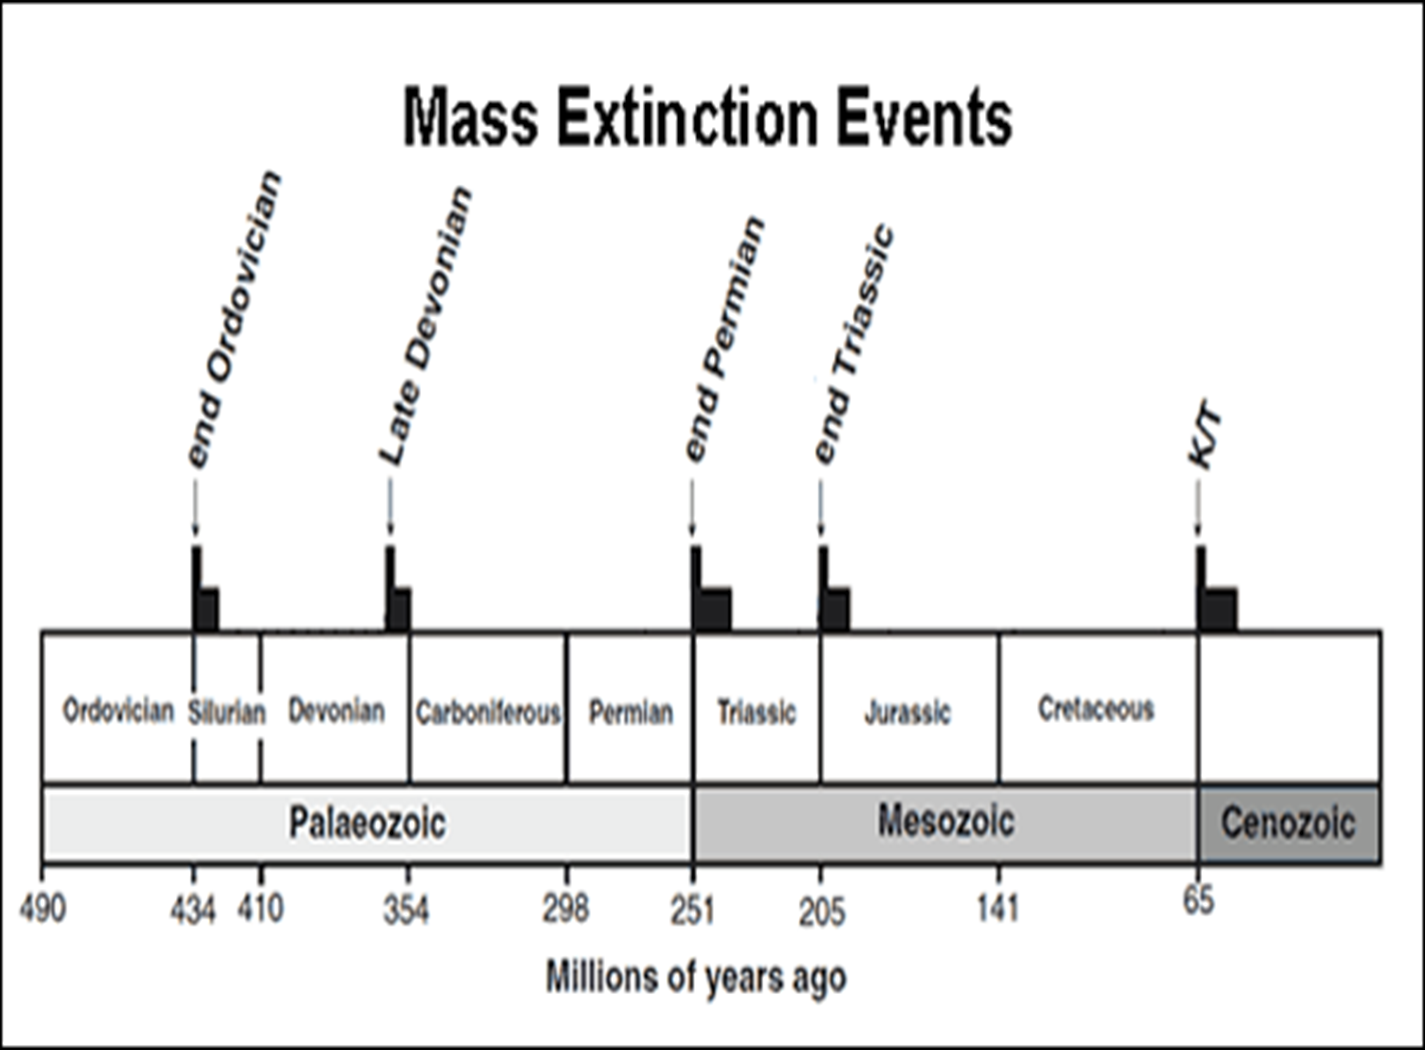 Mass Extinction Events
end Ordovician
Late Devonian
end Permian
end Triassic
K/T
Ordovician Silurian Devonian Carboniferous Permian Triassic Jurassic Cretaceous
Palaeozoic Mesozoic Cenozoic
490 434 410 354 298 251 205 141 65
Millions of years ago